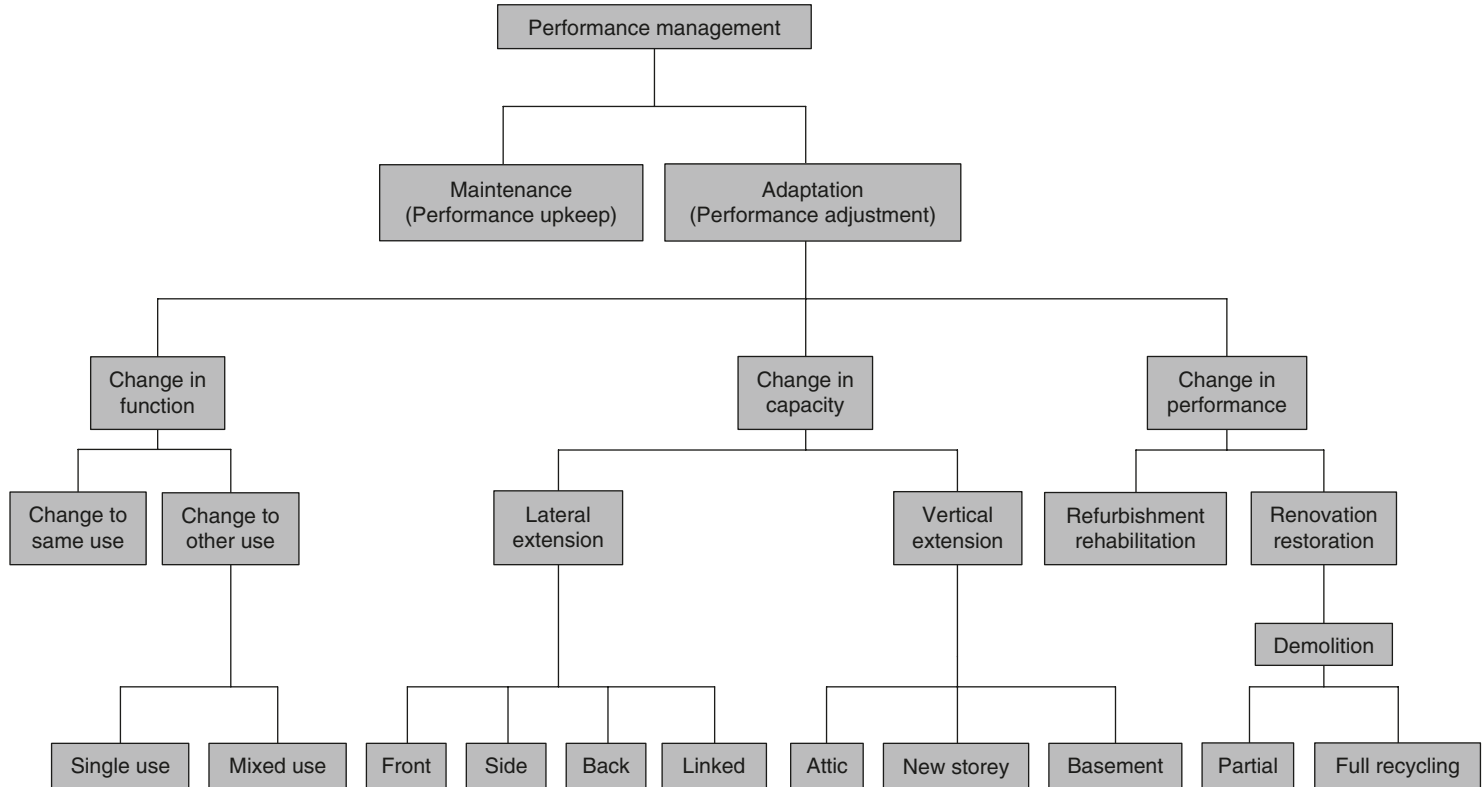 Performance management
Maintenance
(Performance upkeep)
Adaptation
(Performance adjustment)
Change in
function
Change in
capacity
Change in
performance
Change to
same use
Change to
other use
Lateral
extension
Vertical
extension
Refurbishment
rehabilitation
Renovation
restoration
Demolition
Single use
Mixed use
Front
Side
Back
Linked
Attic
New storey
Basement
Partial
Full recycling